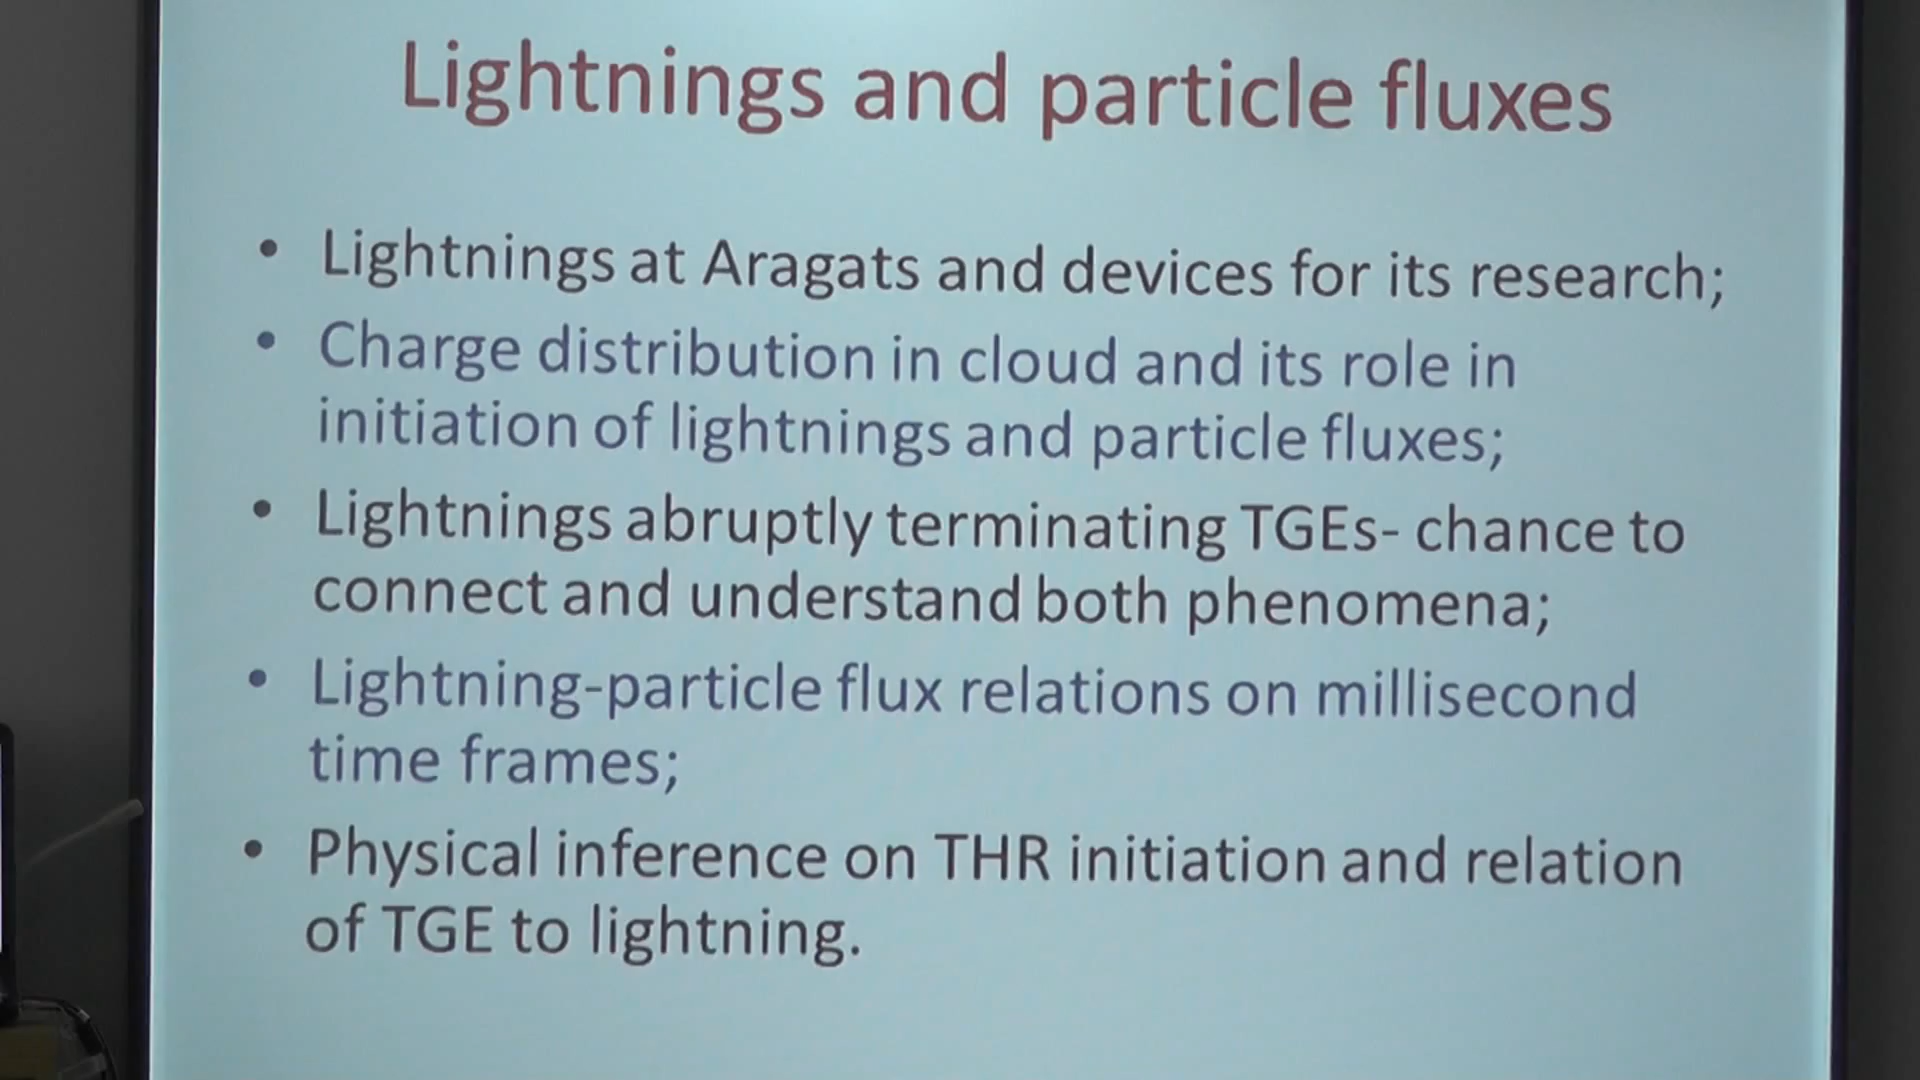 Lightnings and particle fluxes
• Lightnings at Aragats and devices for its research;
• Charge distribution in cloud and its role in
initiation of lightnings and particle fluxes;
• Lightnings abruptly terminating TGEs- chance to
connect and understand both phenomena;
• Lightning-particle flux relations on millisecond
time frames;
• Physical inference on THR initiation and relation
of TGE to lightning.